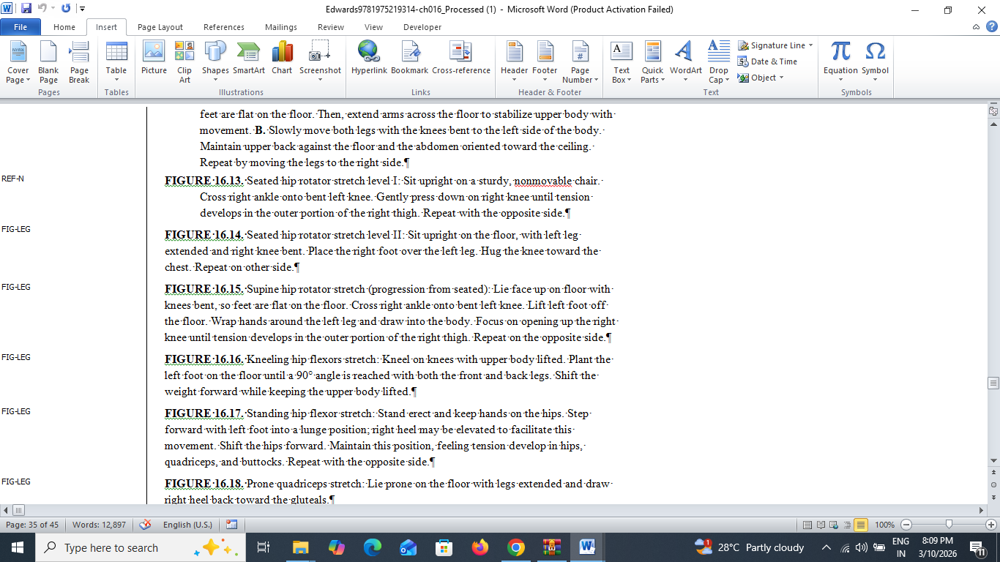 Edwards9781975219314-ch016_Processed (1) - Microsoft Word (Product Activation Failed)
File Home Insert Page Layout References Mailings Review View Developer
Cover Page Blank Page Page Break Table Picture Clip Art Shapes SmartArt Chart Screenshot Hyperlink Bookmark Cross-reference Header Footer Page Number Text Box Quick Parts WordArt Drop Cap Signature Line Date & Time Object Equation Symbol
Pages Tables Illustrations Links Header & Footer Text Symbols
feet are flat on the floor. Then, extend arms across the floor to stabilize upper body with
movement. B. Slowly move both legs with the knees bent to the left side of the body.
Maintain upper back against the floor and the abdomen oriented toward the ceiling.
Repeat by moving the legs to the right side.¶
REF-N FIGURE 16.13. Seated hip rotator stretch level I: Sit upright on a sturdy, nonmovable chair.
Cross right ankle onto bent left knee. Gently press down on right knee until tension
develops in the outer portion of the right thigh. Repeat with the opposite side.¶
FIG-LEG FIGURE 16.14. Seated hip rotator stretch level II: Sit upright on the floor, with left leg
extended and right knee bent. Place the right foot over the left leg. Hug the knee toward the
chest. Repeat on other side.¶
FIG-LEG FIGURE 16.15. Supine hip rotator stretch (progression from seated): Lie face up on floor with
knees bent, so feet are flat on the floor. Cross right ankle onto bent left knee. Lift left foot off
the floor. Wrap hands around the left leg and draw into the body. Focus on opening up the right
knee until tension develops in the outer portion of the right thigh. Repeat on the opposite side.¶
FIG-LEG FIGURE 16.16. Kneeling hip flexors stretch: Kneel on knees with upper body lifted. Plant the
left foot on the floor until a 90° angle is reached with both the front and back legs. Shift the
weight forward while keeping the upper body lifted.¶
FIG-LEG FIGURE 16.17. Standing hip flexor stretch: Stand erect and keep hands on the hips. Step
forward with left foot into a lunge position; right heel may be elevated to facilitate this
movement. Shift the hips forward. Maintain this position, feeling tension develop in hips,
quadriceps, and buttocks. Repeat with the opposite side.¶
FIG-LEG FIGURE 16.18. Prone quadriceps stretch: Lie prone on the floor with legs extended and draw
right heel back toward the gluteals.¶
Page: 35 of 45 Words: 12,897 English (U.S.) 100%
Type here to search 28°C Partly cloudy ENG IN 8:09 PM 3/10/2026 11